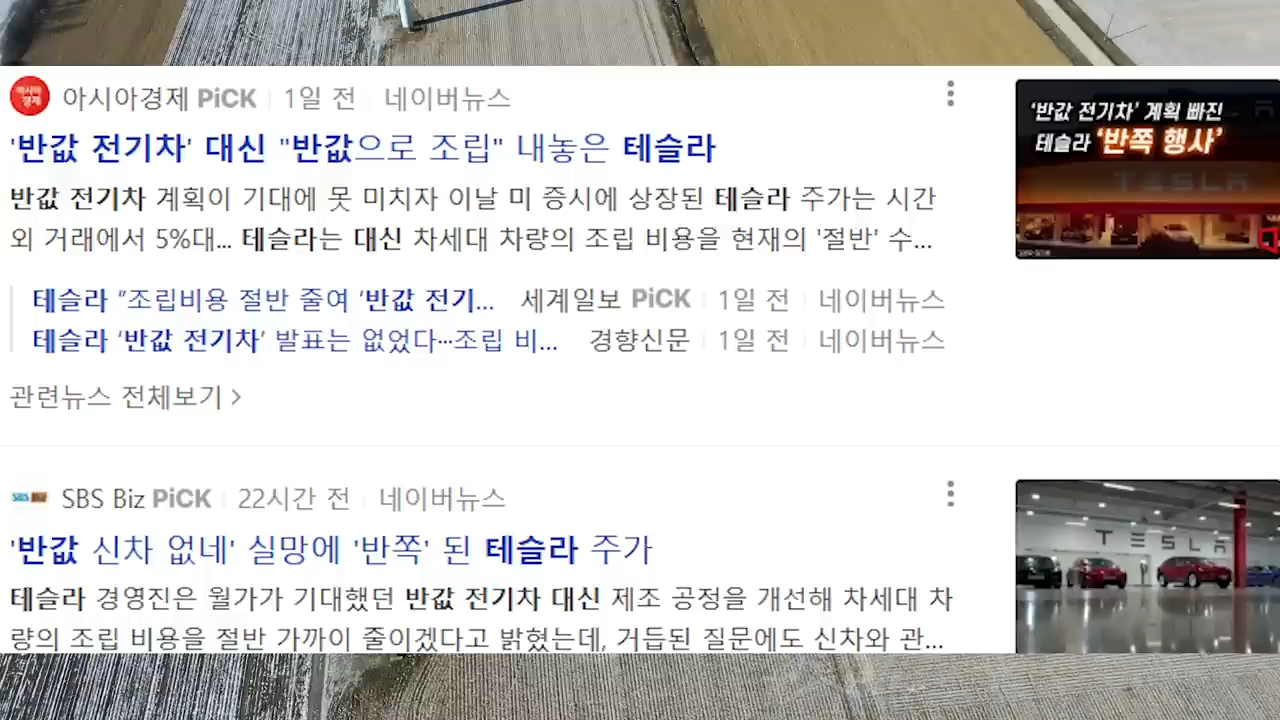 아시아경제 PiCK 1일 전 네이버뉴스
'반값 전기차' 대신 "반값으로 조립" 내놓은 테슬라
반값 전기차 계획이 기대에 못 미치자 이날 미 증시에 상장된 테슬라 주가는 시간
외 거래에서 5%대... 테슬라는 대신 차세대 차량의 조립 비용을 현재의 '절반' 수...
테슬라 "조립비용 절반 줄여 '반값 전기... 세계일보 PiCK 1일 전 네이버뉴스
테슬라 '반값 전기차' 발표는 없었다…조립 비... 경향신문 1일 전 네이버뉴스
관련뉴스 전체보기 >
'반값 전기차' 계획 빠진
테슬라 '반쪽 행사'
TESLA
SBS Biz PiCK 22시간 전 네이버뉴스
'반값 신차 없네' 실망에 '반쪽' 된 테슬라 주가
테슬라 경영진은 월가가 기대했던 반값 전기차 대신 제조 공정을 개선해 차세대 차
량의 조립 비용을 절반 가까이 줄이겠다고 밝혔는데, 거듭된 질문에도 신차와 관...
TESLA